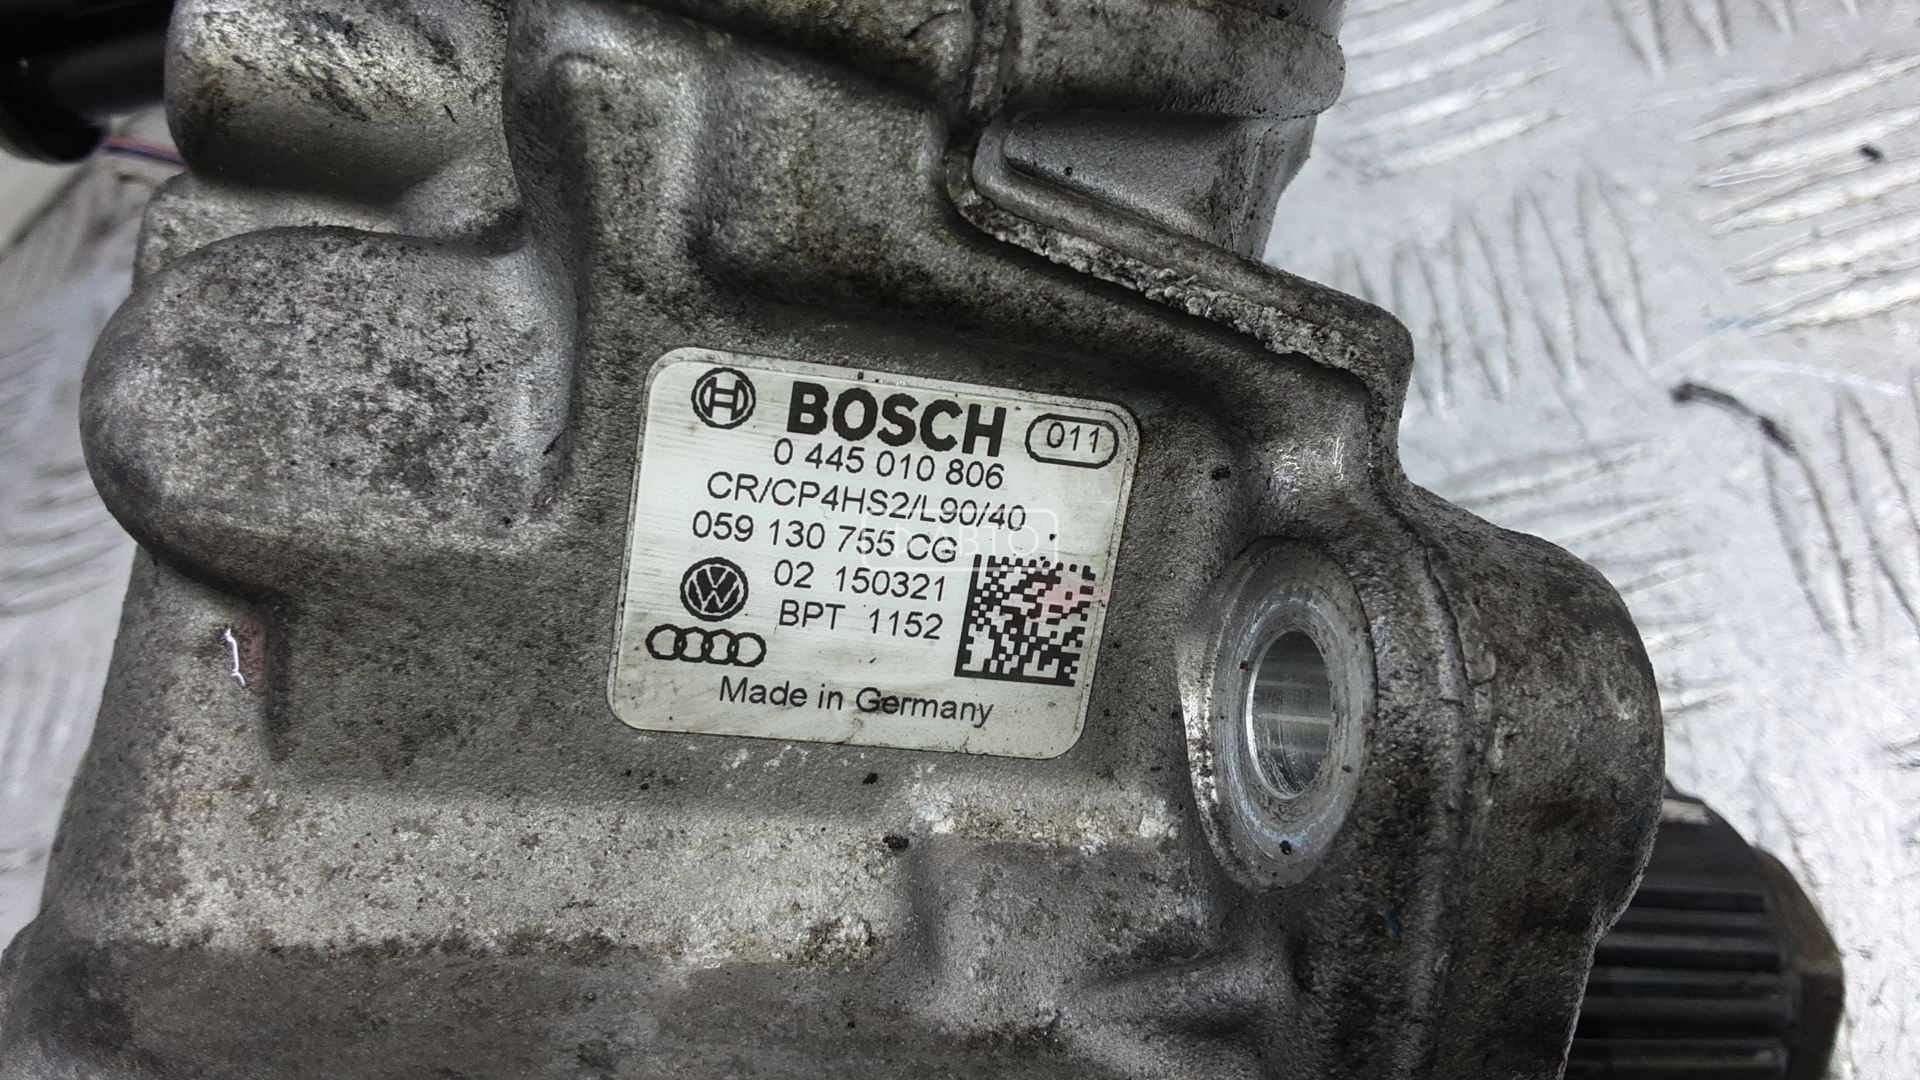 BOSCH 011
0 445 010 806
CR/CP4HS2/L90/40
059 130 755 CG
02 150321
BPT 1152
Made in Germany